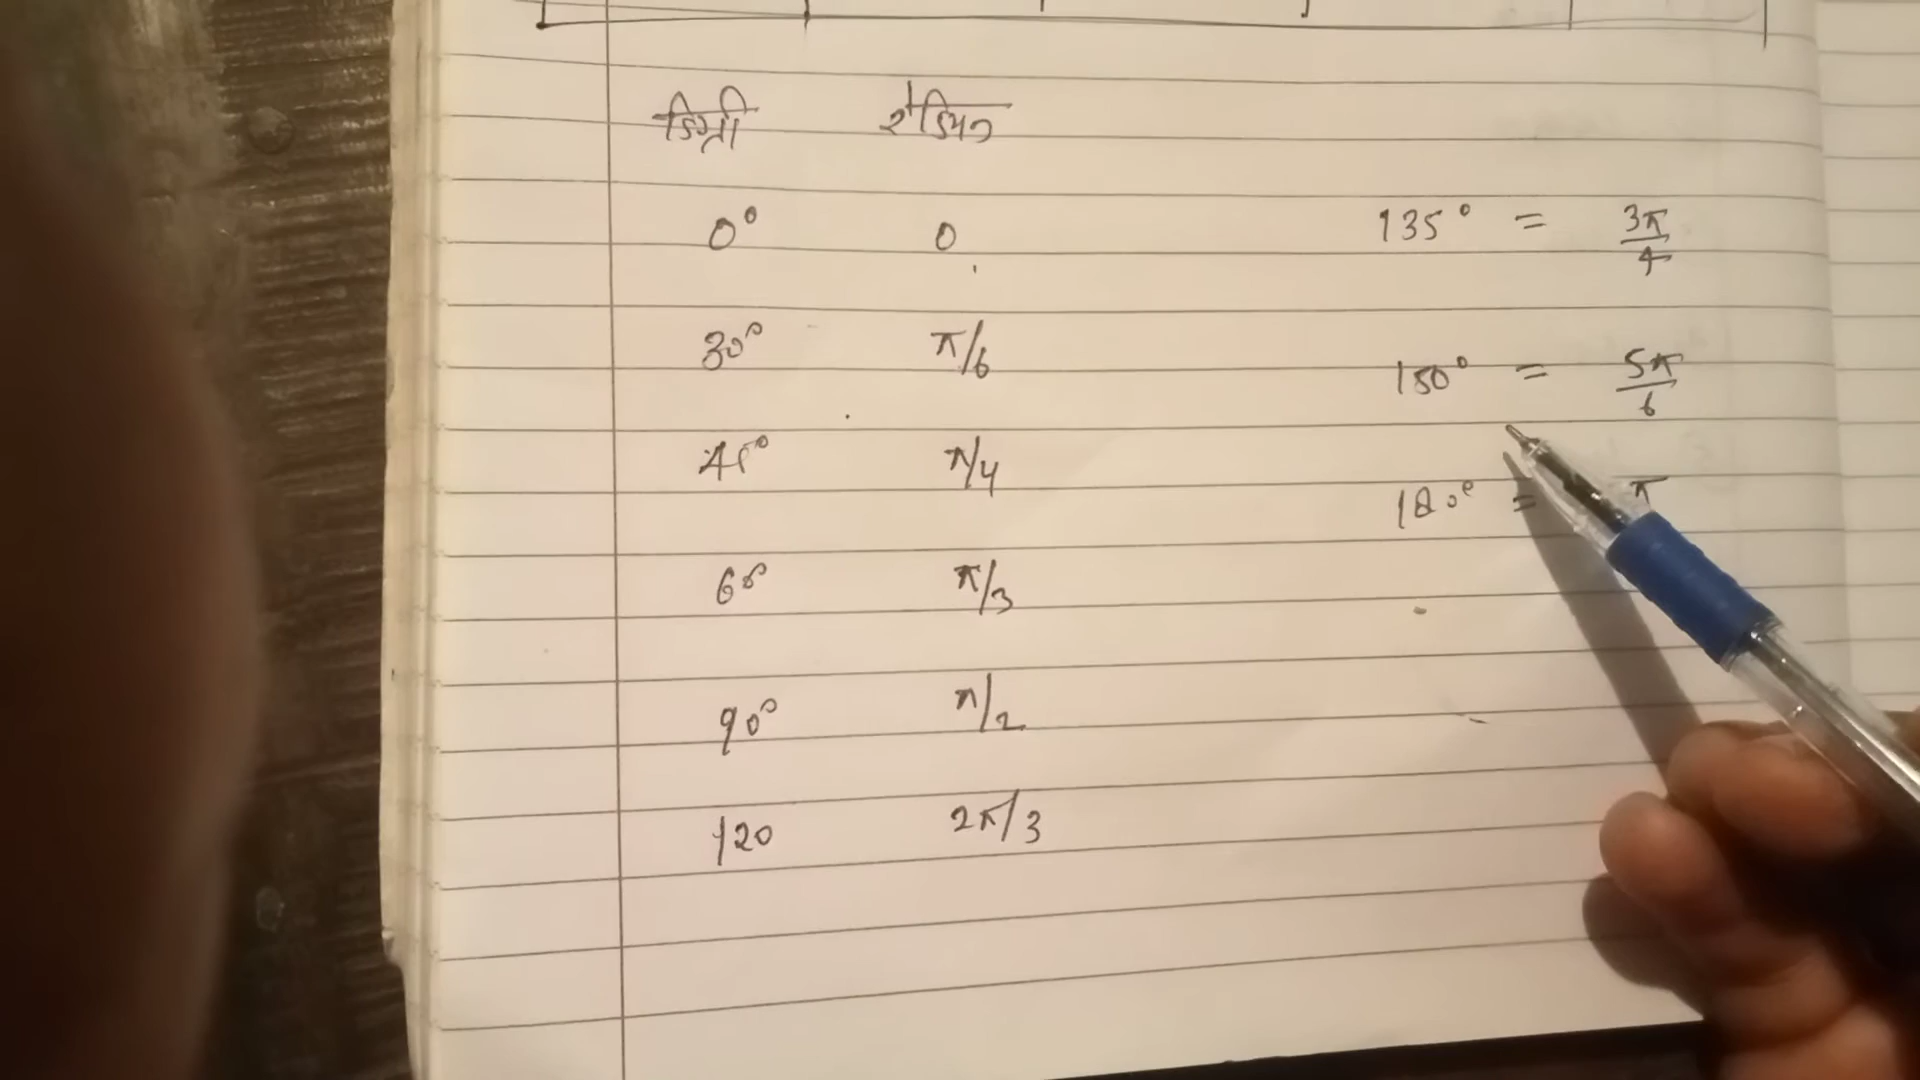 डिग्री रेडियन
0° 0
30° π/6
45° π/4
60° π/3
90° π/2
120 2π/3
135° = 3π/4
150° = 5π/6
180° = π